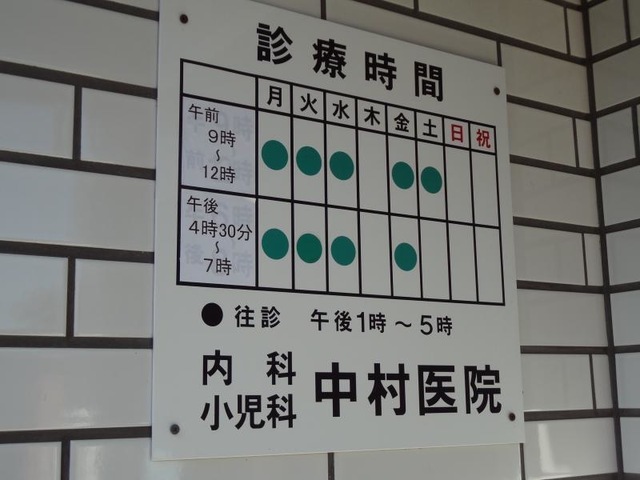 診療時間
月 火 水 木 金 土 日 祝
午前
9時
～
12時
● ● ● ● ●
午後
4時30分
～
7時
● ● ● ●
● 往診 午後1時～5時
内科
小児科
中村医院